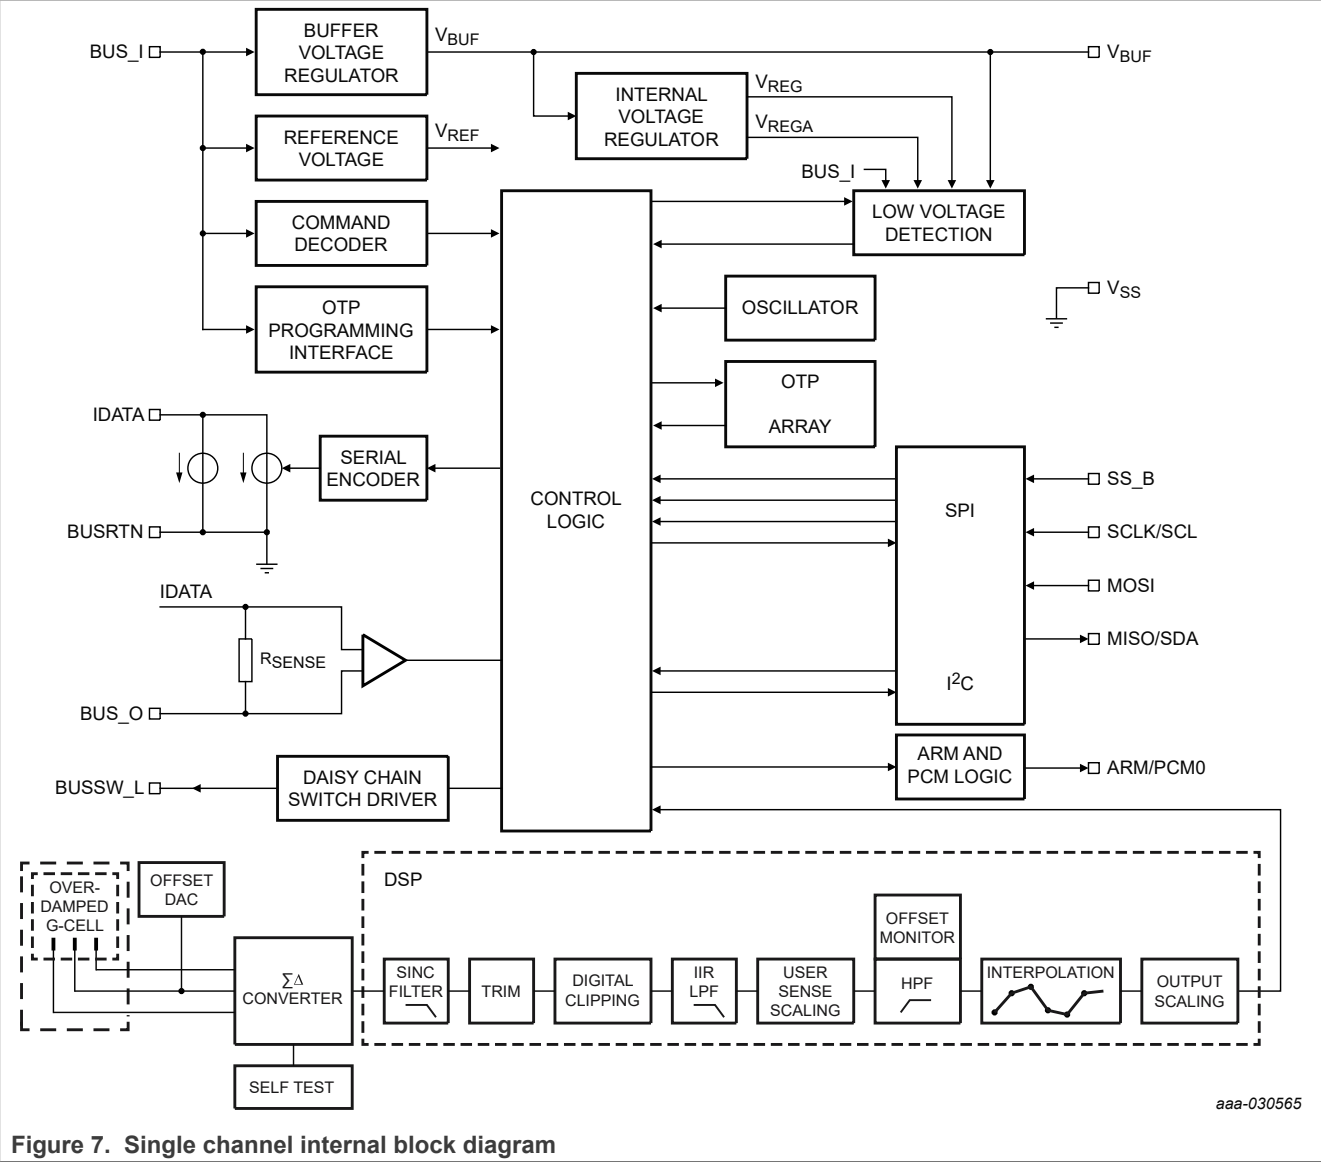 BUS_I
BUFFER
VOLTAGE
REGULATOR
VBUF
VBUF
INTERNAL
VOLTAGE
REGULATOR
VREG
VREGA
REFERENCE
VOLTAGE
VREF
BUS_I
LOW VOLTAGE
DETECTION
COMMAND
DECODER
OTP
PROGRAMMING
INTERFACE
OSCILLATOR
VSS
OTP
ARRAY
IDATA
SERIAL
ENCODER
BUSRTN
CONTROL
LOGIC
SPI
I2C
SS_B
SCLK/SCL
MOSI
MISO/SDA
IDATA
RSENSE
BUS_O
ARM AND
PCM LOGIC
ARM/PCM0
BUSSW_L
DAISY CHAIN
SWITCH DRIVER
OVER-
DAMPED
G-CELL
OFFSET
DAC
ΣΔ
CONVERTER
SELF TEST
DSP
SINC
FILTER
TRIM
DIGITAL
CLIPPING
IIR
LPF
USER
SENSE
SCALING
OFFSET
MONITOR
HPF
INTERPOLATION
OUTPUT
SCALING
aaa-030565
Figure 7. Single channel internal block diagram